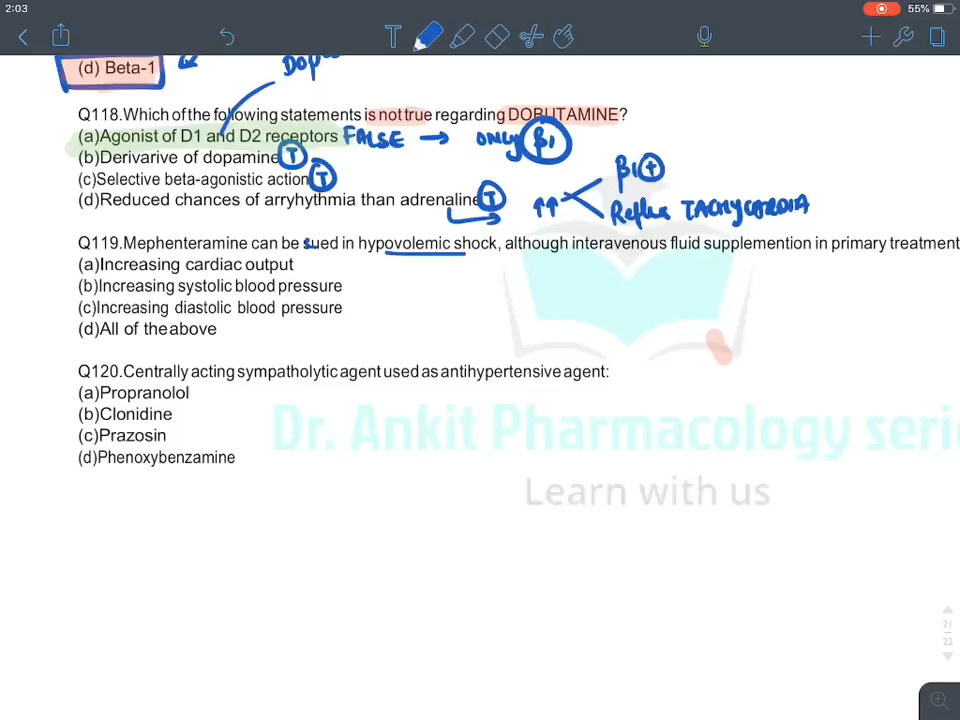 2:03
55%
(d) Beta-1
Q118.Which of the following statements is not true regarding DOBUTAMINE?
(a)Agonist of D1 and D2 receptors FALSE → ONLY β1
(b)Derivarive of dopamine T
(c)Selective beta-agonistic action T
β1 +
(d)Reduced chances of arryhythmia than adrenaline T ↑↑
Reflex TACHYCARDIA
Q119.Mephenteramine can be sued in hypovolemic shock, although interavenous fluid supplemention in primary treatment
(a)Increasing cardiac output
(b)Increasing systolic blood pressure
(c)Increasing diastolic blood pressure
(d)All of the above
Q120.Centrally acting sympatholytic agent used as antihypertensive agent:
(a)Propranolol
(b)Clonidine
(c)Prazosin
(d)Phenoxybenzamine
Dr. Ankit Pharmacology serie
Learn with us
21
22